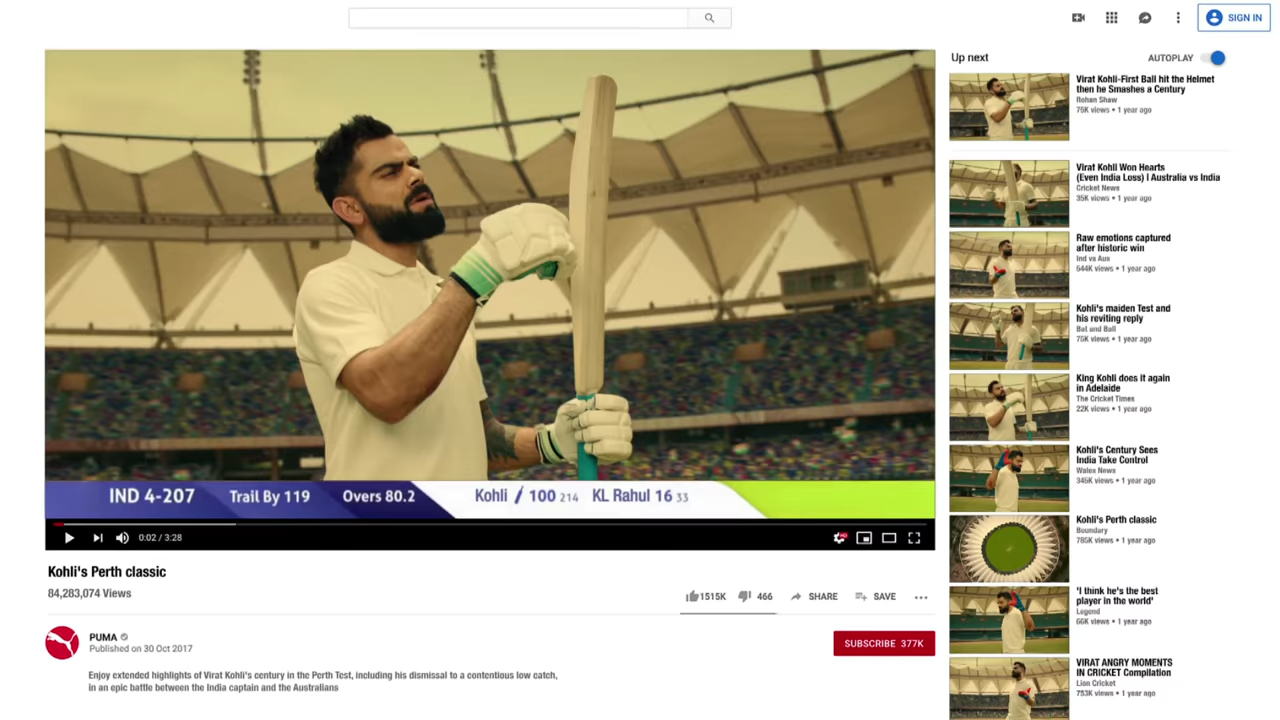 SIGN IN
IND 4-207 Trail By 119 Overs 80.2 Kohli / 100 214 KL Rahul 16 33
0:02 / 3:28
HD
Kohli's Perth classic
84,283,074 Views
1515K 466 SHARE SAVE
PUMA
Published on 30 Oct 2017
SUBSCRIBE 377K
Enjoy extended highlights of Virat Kohli's century in the Perth Test, including his dismissal to a contentious low catch,
in an epic battle between the India captain and the Australians
Up next AUTOPLAY
Virat Kohli-First Ball hit the Helmet
then he Smashes a Century
Rohan Shaw
75K views • 1 year ago
Virat Kohli Won Hearts
(Even India Loss) | Australia vs India
Cricket News
35K views • 1 year ago
Raw emotions captured
after historic win
Ind vs Aus
644K views • 1 year ago
Kohli's maiden Test and
his reviting reply
Bat and Ball
75K views • 1 year ago
King Kohli does it again
in Adelaide
The Cricket Times
22K views • 1 year ago
Kohli's Century Sees
India Take Control
Wales News
345K views • 1 year ago
Kohli's Perth classic
Boundary
785K views • 1 year ago
'I think he's the best
player in the world'
Legend
66K views • 1 year ago
VIRAT ANGRY MOMENTS
IN CRICKET Compilation
Lion Cricket
753K views • 1 year ago